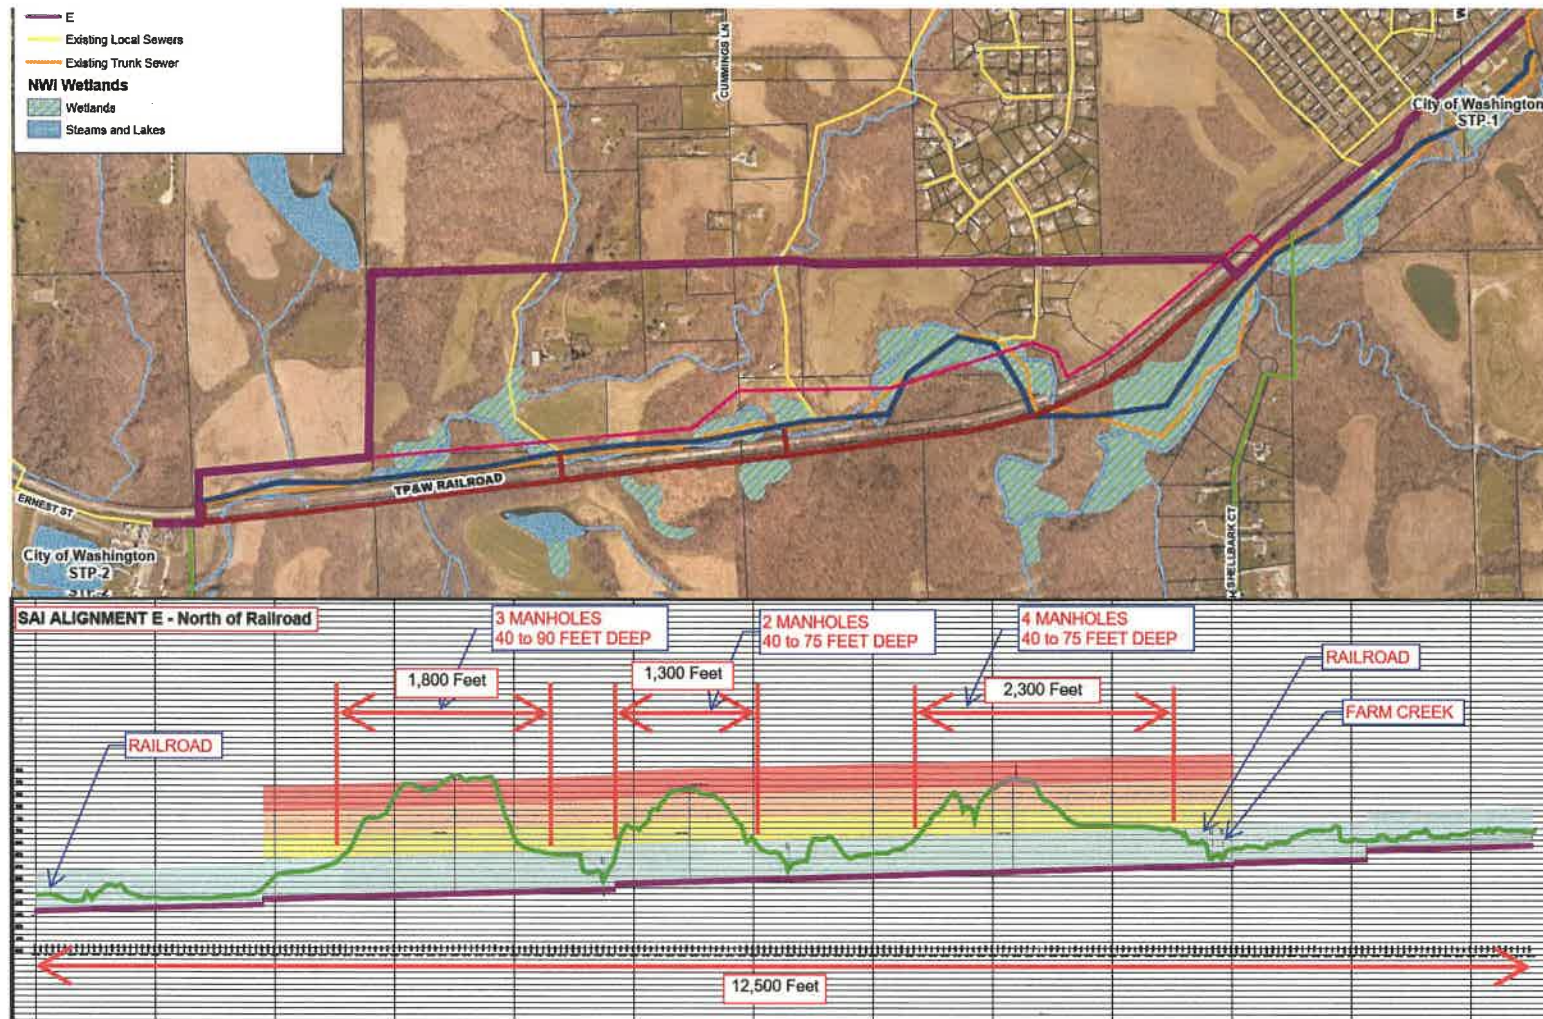 E
Existing Local Sewers
Existing Trunk Sewer
NWI Wetlands
Wetlands
Steams and Lakes
CUMMINGS LN
City of Washington
STP-1
TP&W RAILROAD
ERNEST ST
City of Washington
STP-2
SHELLBARK CT
SAI ALIGNMENT E - North of Railroad
3 MANHOLES
40 to 90 FEET DEEP
2 MANHOLES
40 to 75 FEET DEEP
4 MANHOLES
40 to 75 FEET DEEP
1,800 Feet
1,300 Feet
2,300 Feet
RAILROAD
FARM CREEK
RAILROAD
12,500 Feet